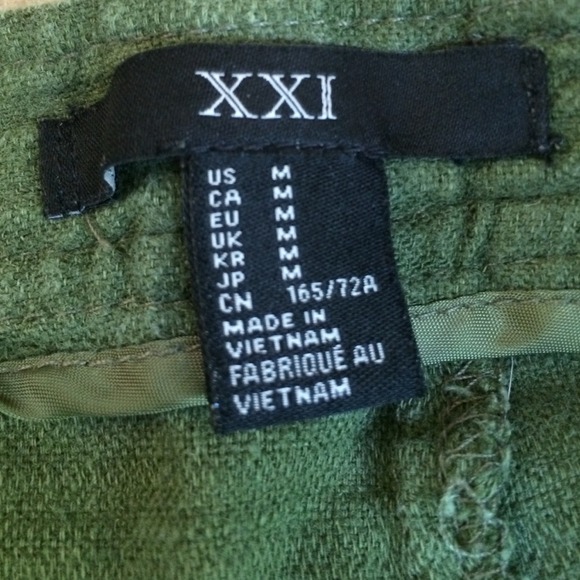 XXI
US M
CA M
EU M
UK M
KR M
JP M
CN 165/72A
MADE IN
VIETNAM
FABRIQUÉ AU
VIETNAM